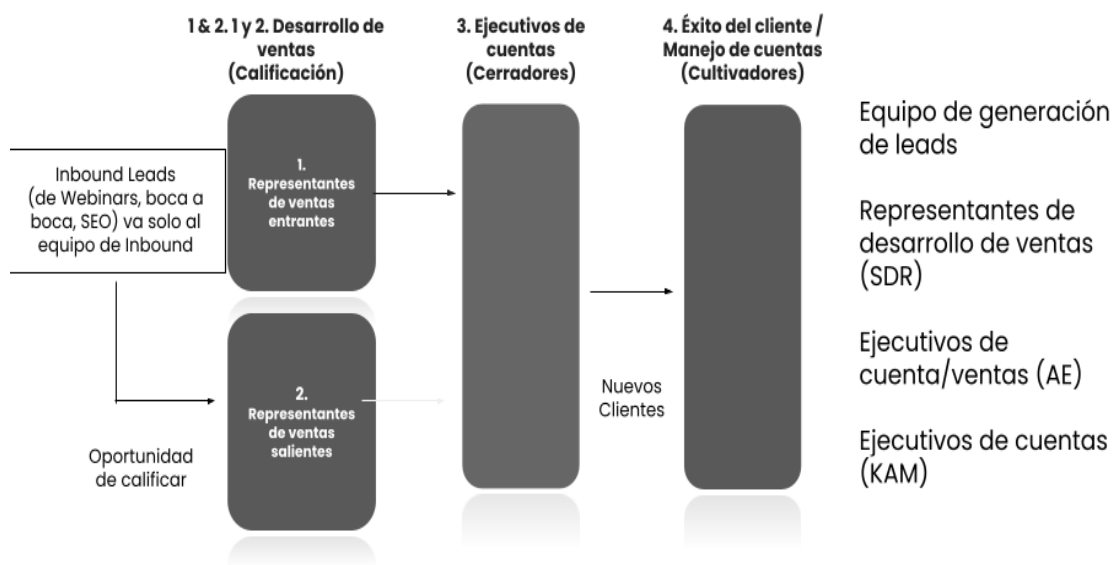 1 & 2. 1 y 2. Desarrollo de
ventas
(Calificación)
3. Ejecutivos de
cuentas
(Cerradores)
4. Éxito del cliente /
Manejo de cuentas
(Cultivadores)
Inbound Leads
(de Webinars, boca a
boca, SEO) va solo al
equipo de Inbound
1.
Representantes
de ventas
entrantes
2.
Representantes
de ventas
salientes
Oportunidad
de calificar
Nuevos
Clientes
Equipo de generación
de leads
Representantes de
desarrollo de ventas
(SDR)
Ejecutivos de
cuenta/ventas (AE)
Ejecutivos de cuentas
(KAM)